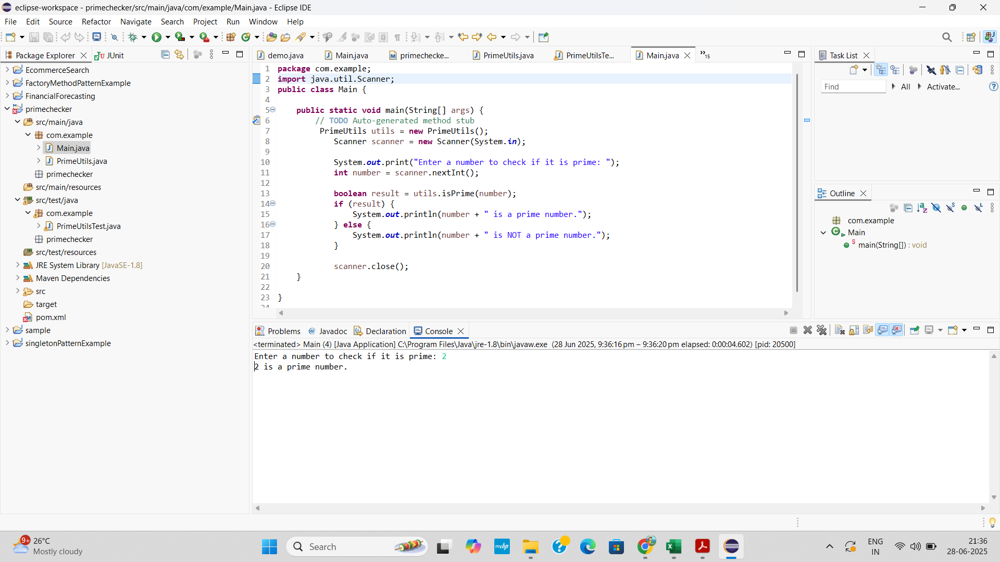 eclipse-workspace - primechecker/src/main/java/com/example/Main.java - Eclipse IDE
File Edit Source Refactor Navigate Search Project Run Window Help
Package Explorer
JUnit
EcommerceSearch
FactoryMethodPatternExample
FinancialForecasting
primechecker
src/main/java
com.example
Main.java
PrimeUtils.java
primechecker
src/main/resources
src/test/java
com.example
PrimeUtilsTest.java
primechecker
src/test/resources
JRE System Library [JavaSE-1.8]
Maven Dependencies
src
target
pom.xml
sample
singletonPatternExample
demo.java Main.java primechecke... PrimeUtils.java PrimeUtilsTe... Main.java »15
1 package com.example;
2 import java.util.Scanner;
3 public class Main {
4
5 public static void main(String[] args) {
6 // TODO Auto-generated method stub
7 PrimeUtils utils = new PrimeUtils();
8 Scanner scanner = new Scanner(System.in);
9
10 System.out.print("Enter a number to check if it is prime: ");
11 int number = scanner.nextInt();
12
13 boolean result = utils.isPrime(number);
14 if (result) {
15 System.out.println(number + " is a prime number.");
16 } else {
17 System.out.println(number + " is NOT a prime number.");
18 }
19
20 scanner.close();
21 }
22
23 }
24
Task List
Find All Activate...
Outline
com.example
Main
main(String[]) : void
Problems @ Javadoc Declaration Console
<terminated> Main (4) [Java Application] C:\Program Files\Java\jre-1.8\bin\javaw.exe (28 Jun 2025, 9:36:16 pm – 9:36:20 pm elapsed: 0:00:04.602) [pid: 20500]
Enter a number to check if it is prime: 2
2 is a prime number.
9+
26°C
Mostly cloudy
Search
myhp
ENG
IN
21:36
28-06-2025